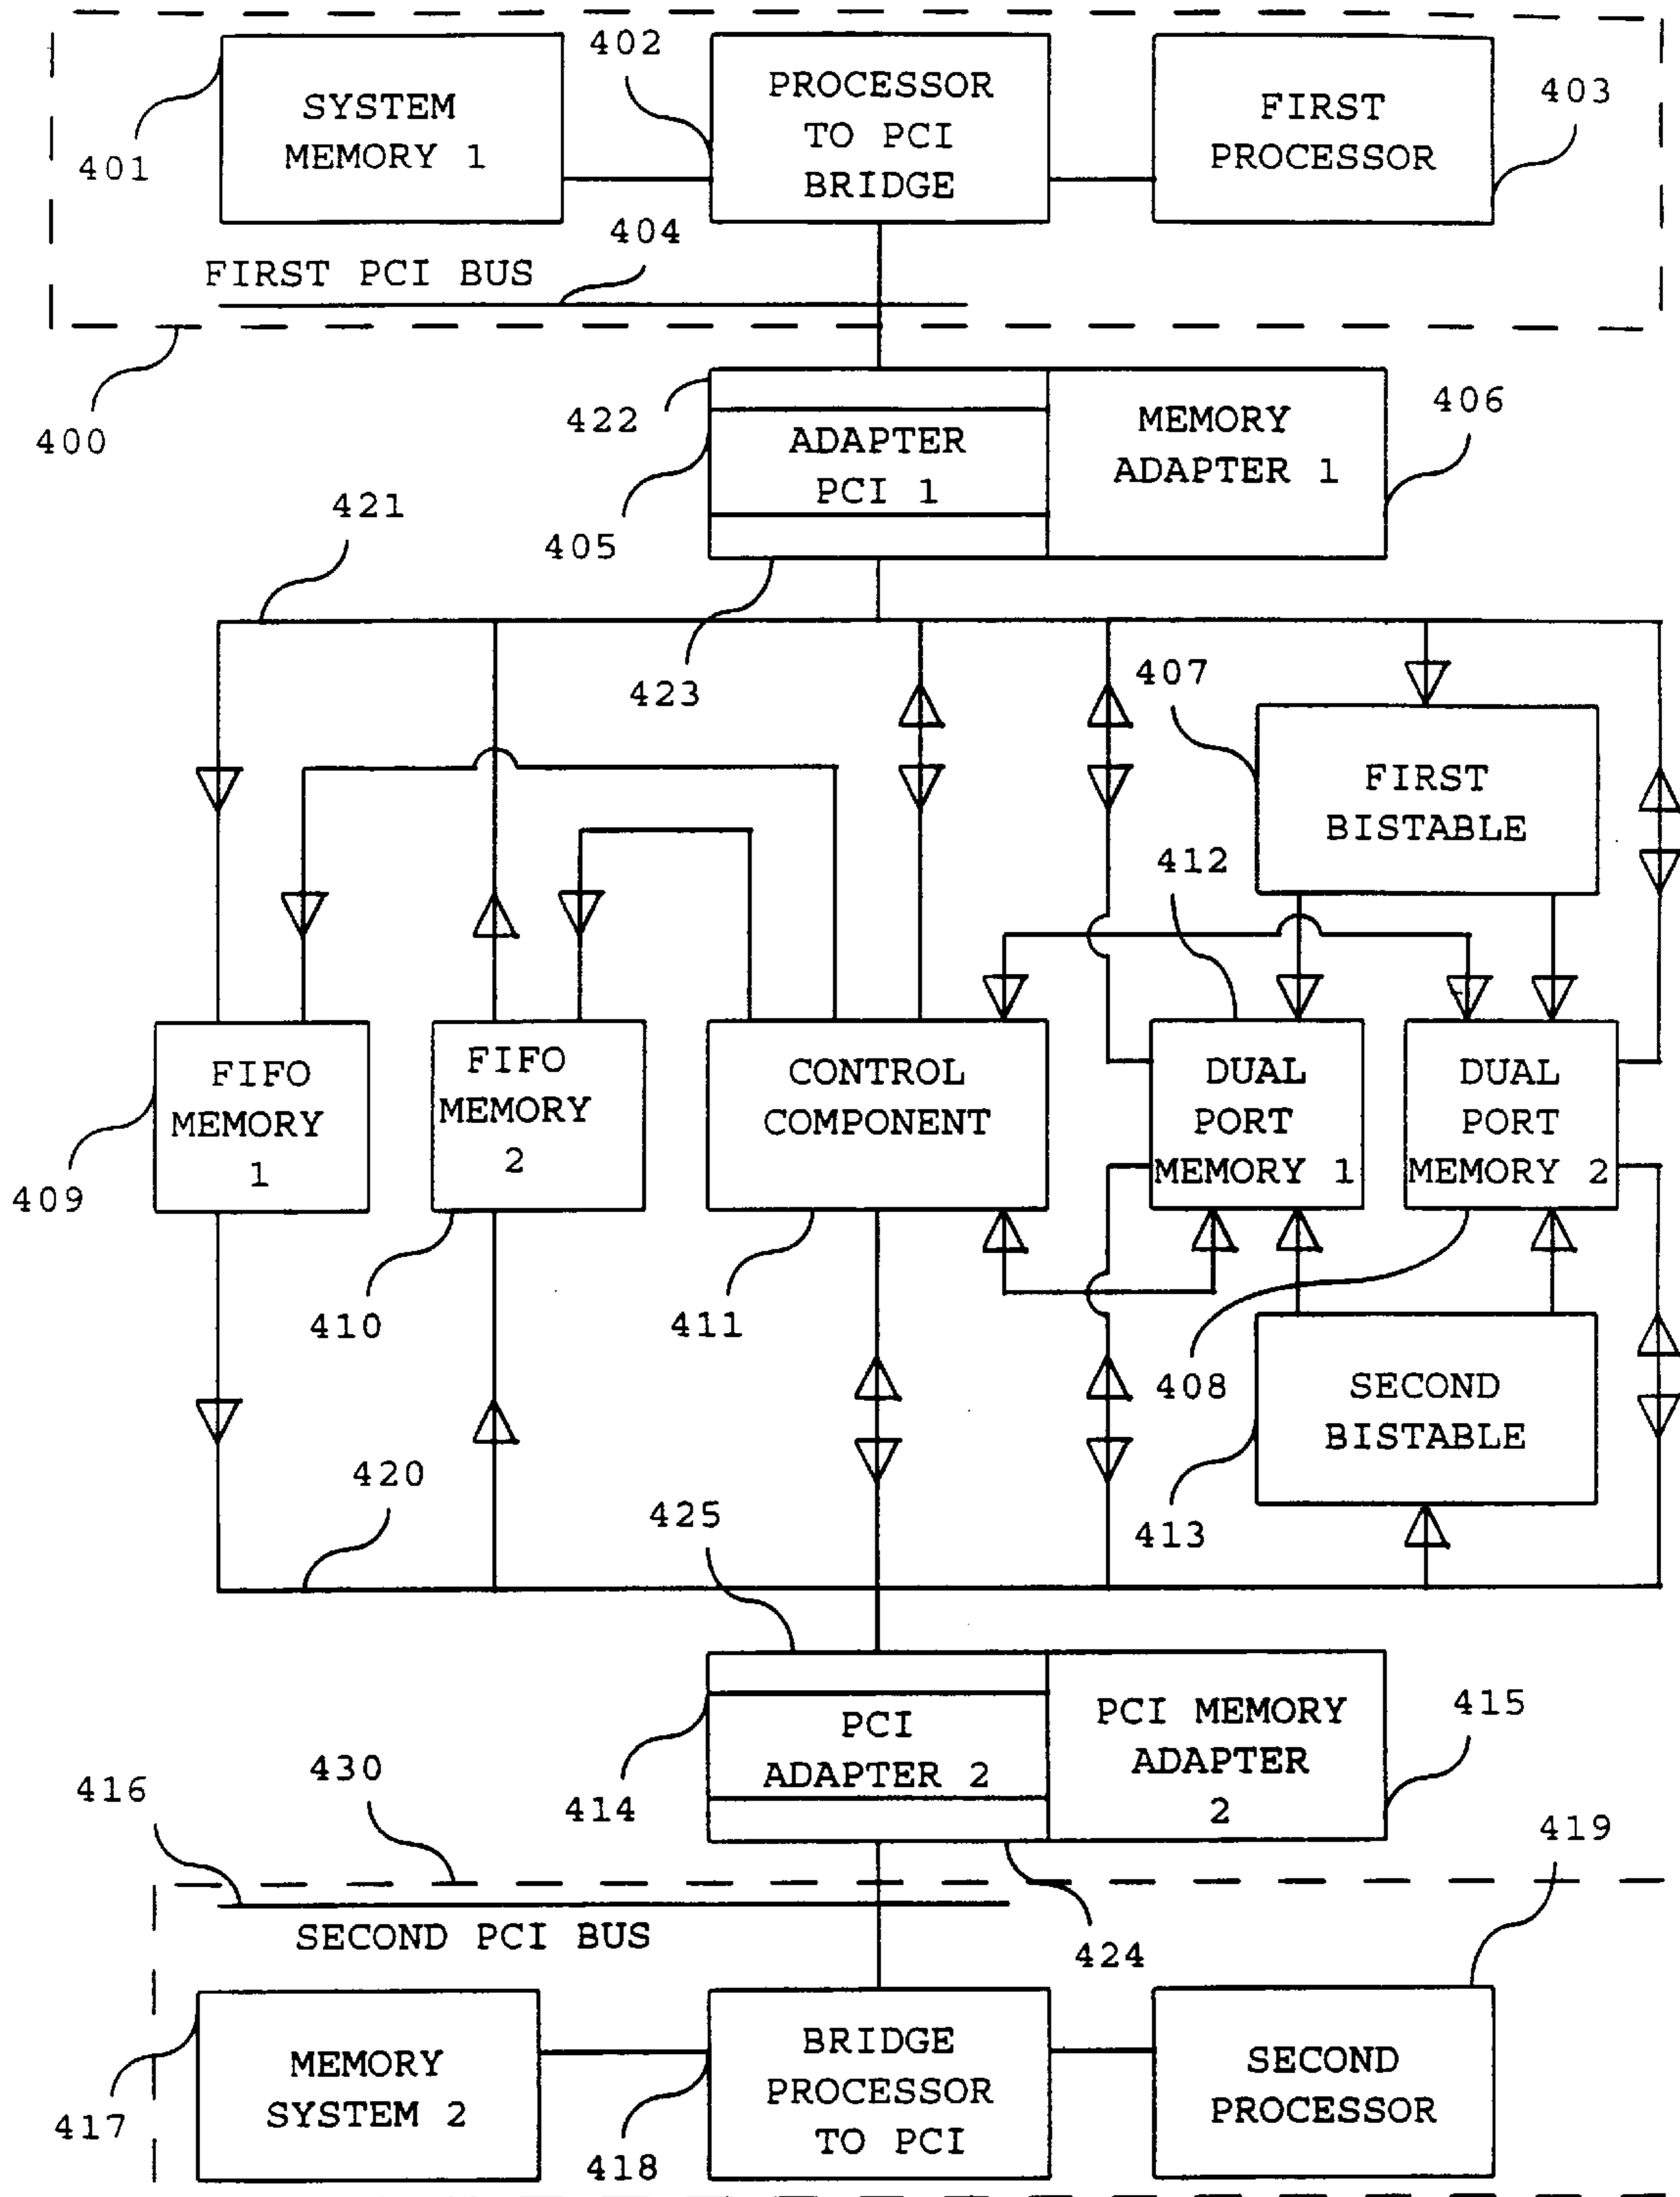 402
SYSTEM
MEMORY 1
PROCESSOR
TO PCI
BRIDGE
FIRST
PROCESSOR
403
401
404
FIRST PCI BUS
400
422
ADAPTER
PCI 1
MEMORY
ADAPTER 1
406
405
421
423
407
FIRST
BISTABLE
412
FIFO
MEMORY
1
FIFO
MEMORY
2
CONTROL
COMPONENT
DUAL
PORT
MEMORY 1
DUAL
PORT
MEMORY 2
409
410
411
408
SECOND
BISTABLE
420
425
413
PCI
ADAPTER 2
PCI MEMORY
ADAPTER
2
415
414
416
430
419
SECOND PCI BUS
424
MEMORY
SYSTEM 2
BRIDGE
PROCESSOR
TO PCI
SECOND
PROCESSOR
417
418